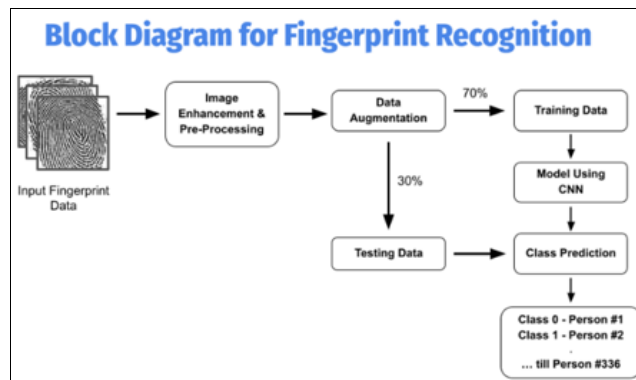 Block Diagram for Fingerprint Recognition
Input Fingerprint
Data
Image
Enhancement &
Pre-Processing
Data
Augmentation
70%
Training Data
Model Using
CNN
30%
Testing Data
Class Prediction
Class 0 - Person #1
Class 1 - Person #2
.
... till Person #336